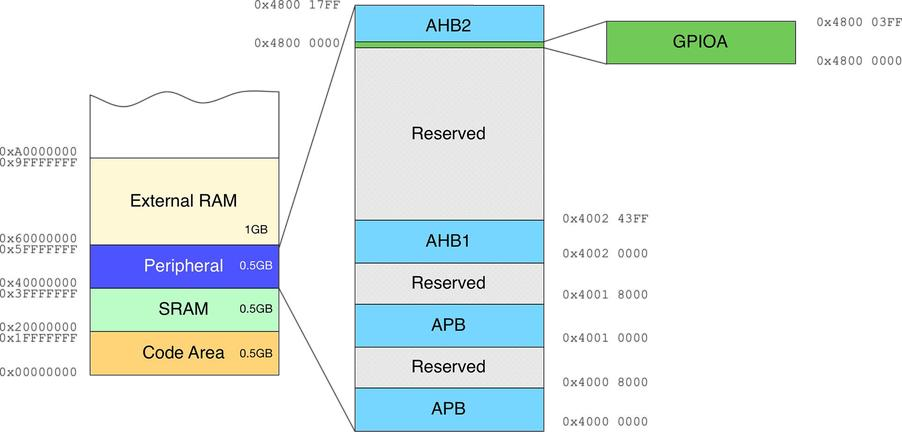 0xA0000000
0x9FFFFFFF
External RAM
1GB
0x60000000
0x5FFFFFFF
Peripheral 0.5GB
0x40000000
0x3FFFFFFF
SRAM 0.5GB
0x20000000
0x1FFFFFFF
Code Area 0.5GB
0x00000000
0x4800 17FF
AHB2
0x4800 0000
Reserved
0x4002 43FF
AHB1
0x4002 0000
Reserved
0x4001 8000
APB
0x4001 0000
Reserved
0x4000 8000
APB
0x4000 0000
0x4800 03FF
GPIOA
0x4800 0000